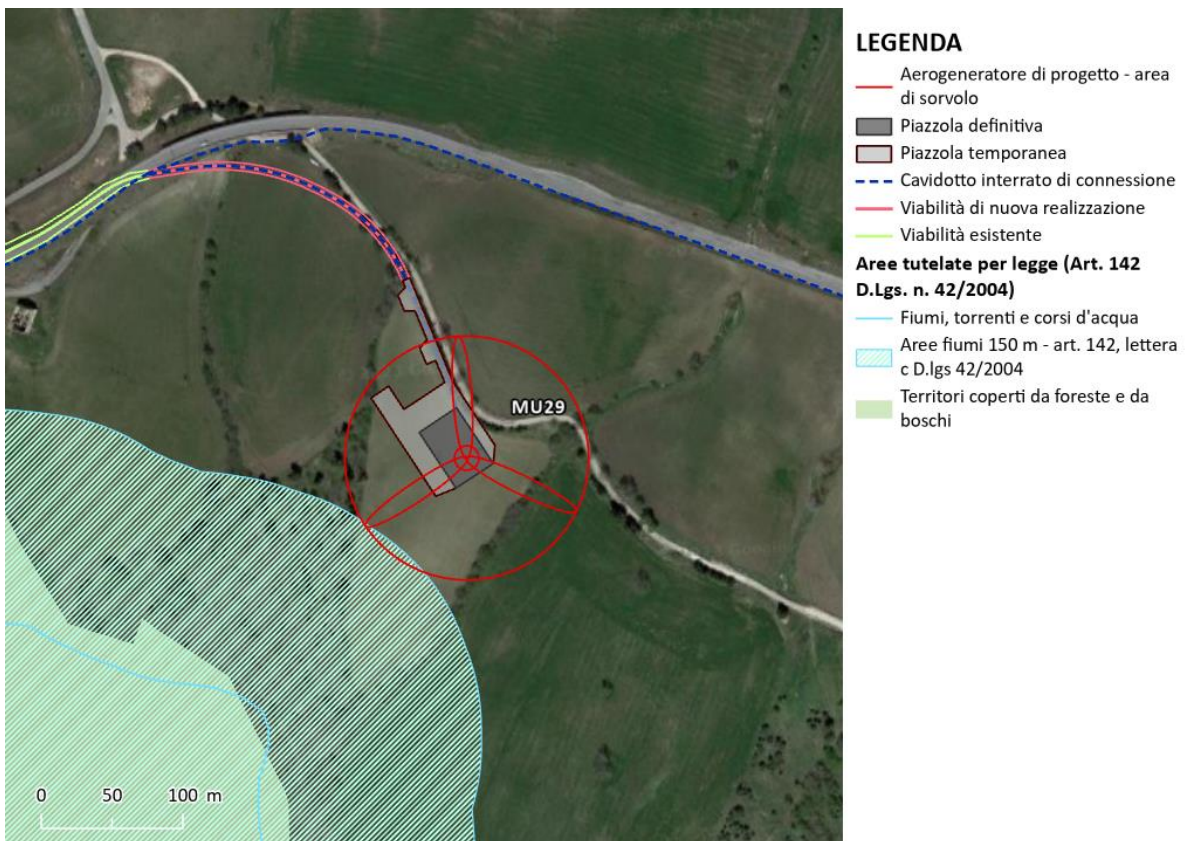 LEGENDA
Aerogeneratore di progetto - area
di sorvolo
Piazzola definitiva
Piazzola temporanea
Cavidotto interrato di connessione
Viabilità di nuova realizzazione
Viabilità esistente
Aree tutelate per legge (Art. 142
D.Lgs. n. 42/2004)
Fiumi, torrenti e corsi d'acqua
Aree fiumi 150 m - art. 142, lettera
c D.lgs 42/2004
Territori coperti da foreste e da
boschi
MU29
0 50 100 m